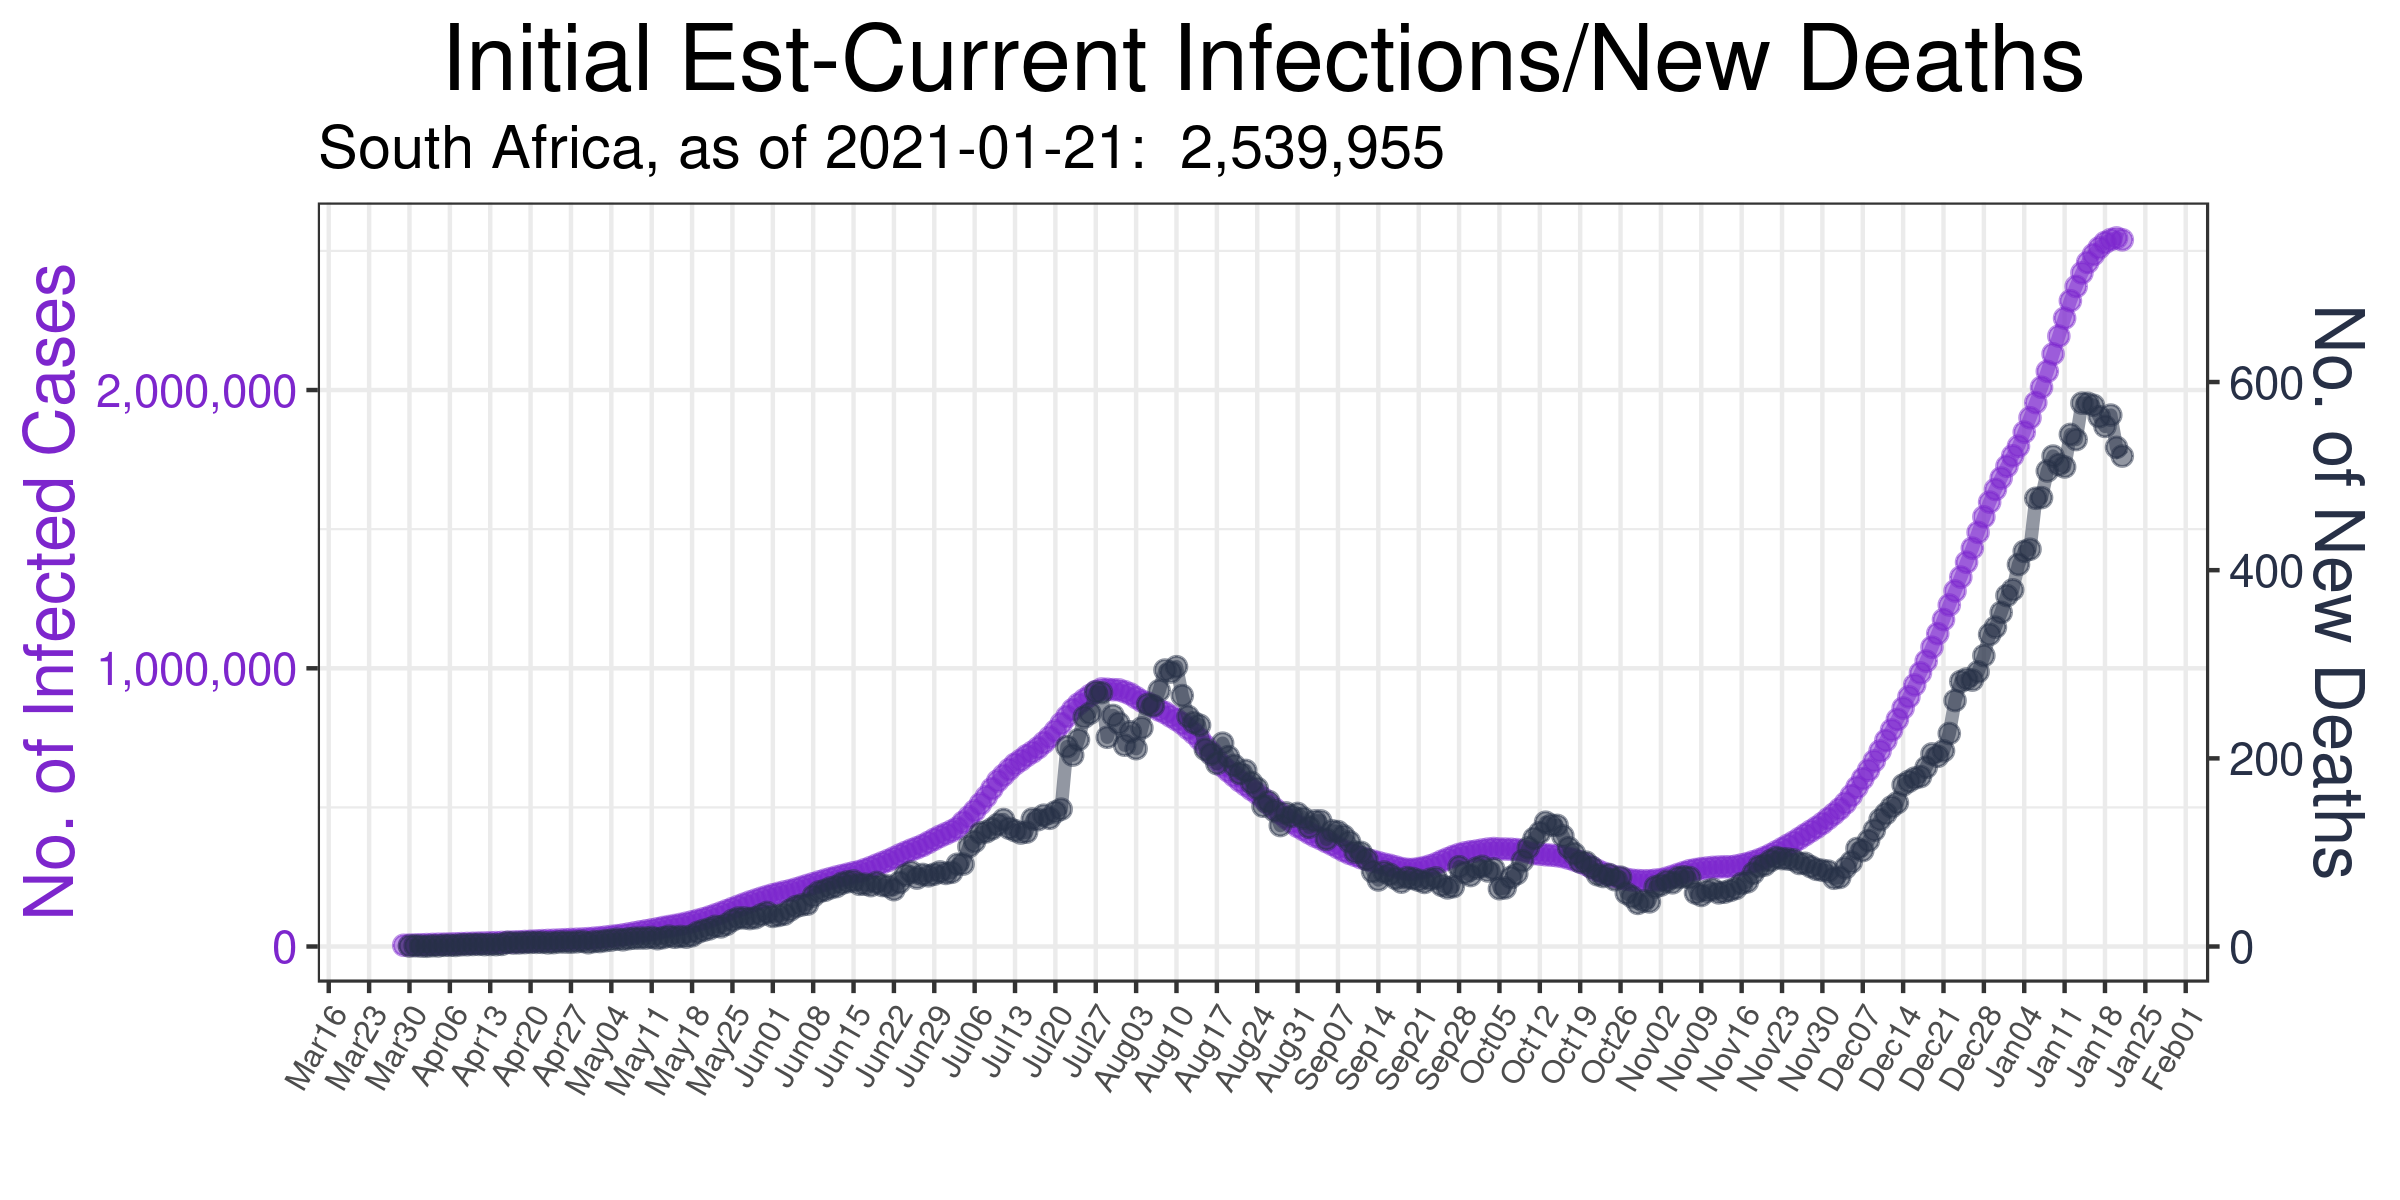 Initial Est-Current Infections/New Deaths
South Africa, as of 2021-01-21:  2,539,955
No. of Infected Cases
2,000,000
1,000,000
0
600
400
200
0
No. of New Deaths
Mar16
Mar23
Mar30
Apr06
Apr13
Apr20
Apr27
May04
May11
May18
May25
Jun01
Jun08
Jun15
Jun22
Jun29
Jul06
Jul13
Jul20
Jul27
Aug03
Aug10
Aug17
Aug24
Aug31
Sep07
Sep14
Sep21
Sep28
Oct05
Oct12
Oct19
Oct26
Nov02
Nov09
Nov16
Nov23
Nov30
Dec07
Dec14
Dec21
Dec28
Jan04
Jan11
Jan18
Jan25
Feb01